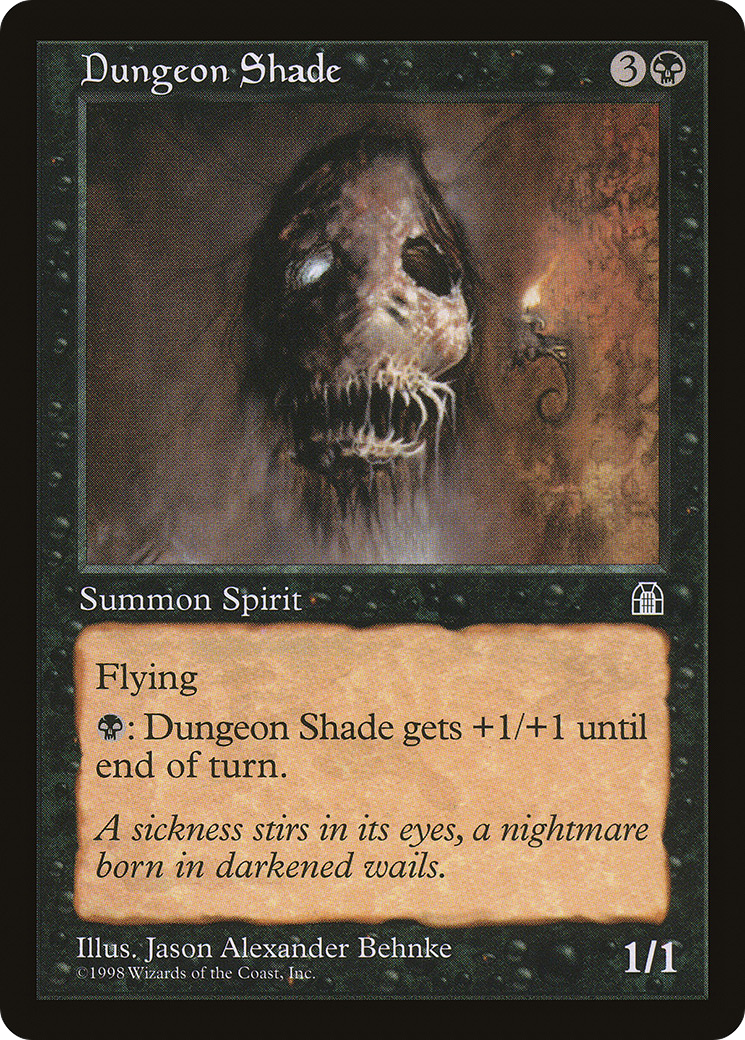 Dungeon Shade 3
Summon Spirit
Flying
: Dungeon Shade gets +1/+1 until
end of turn.
A sickness stirs in its eyes, a nightmare
born in darkened wails.
Illus. Jason Alexander Behnke
©1998 Wizards of the Coast, Inc.
1/1